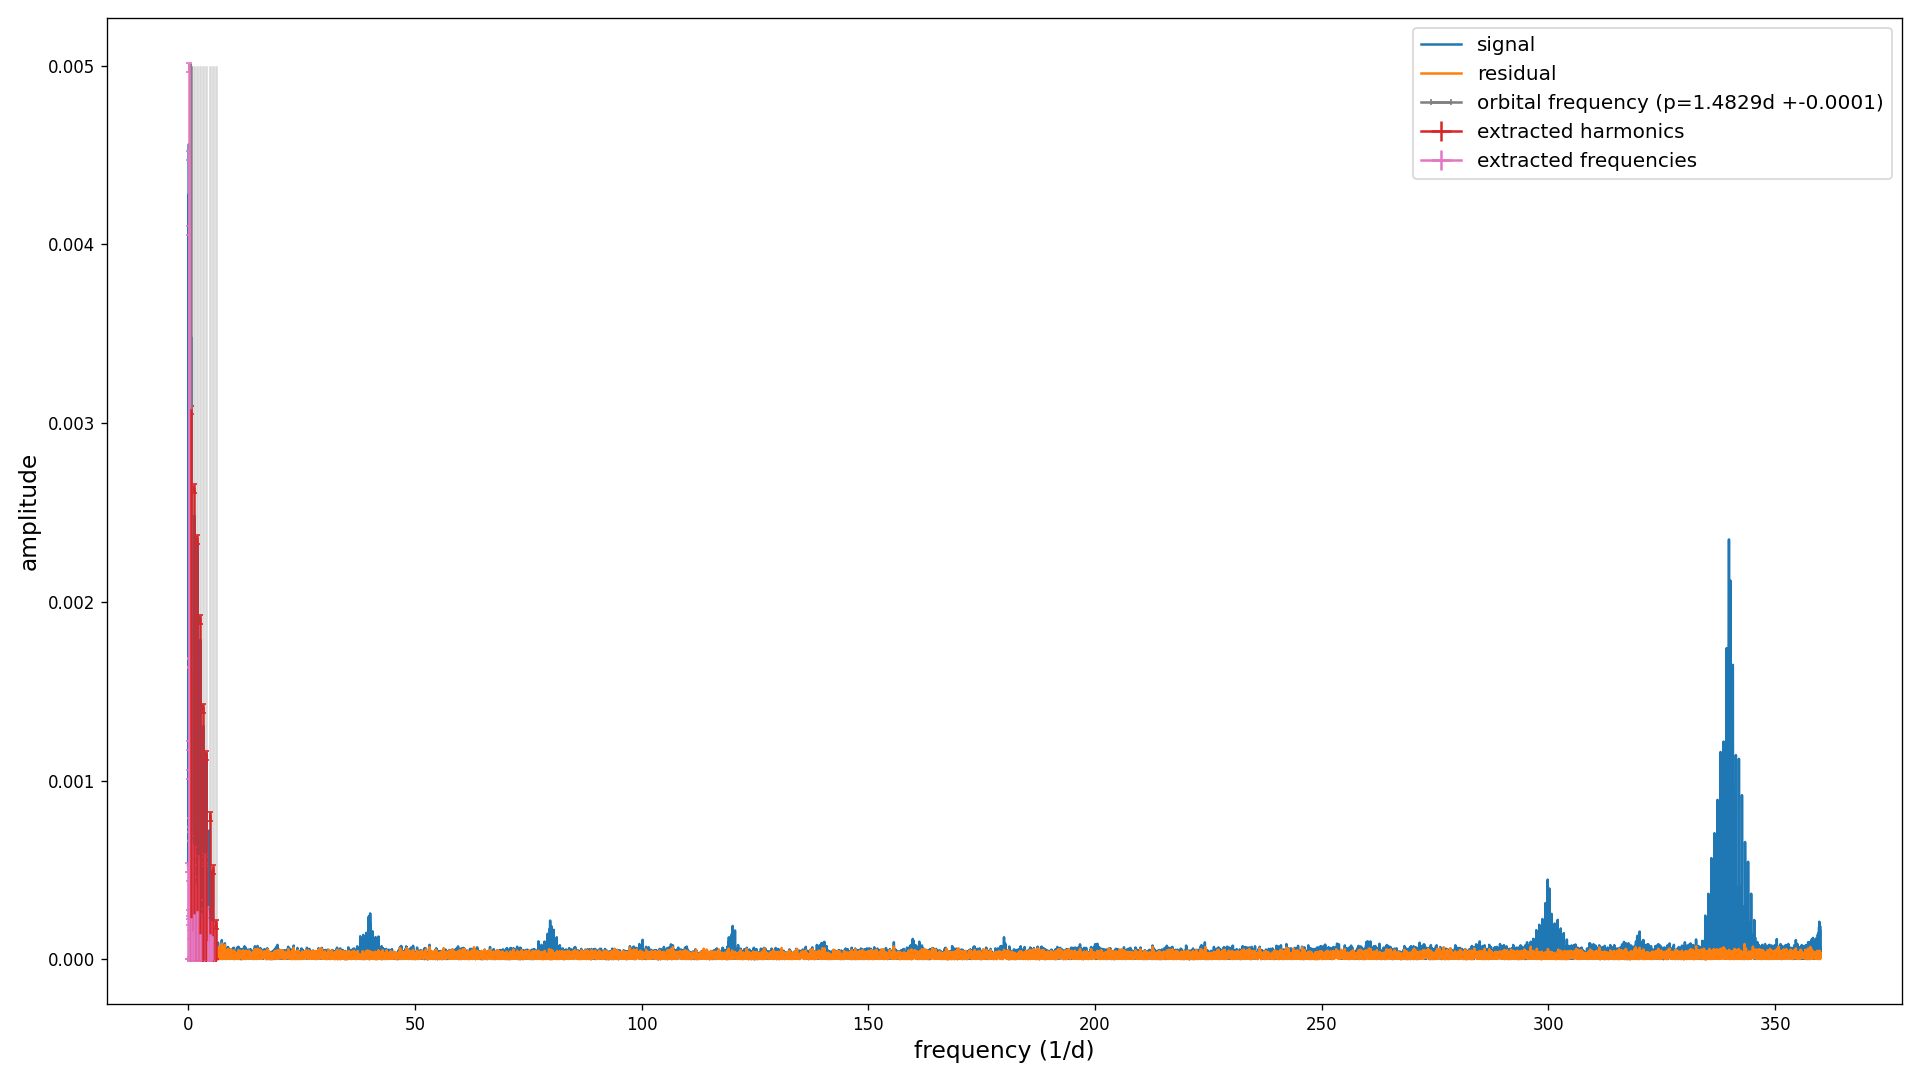 signal
residual
orbital frequency (p=1.4829d +-0.0001)
extracted harmonics
extracted frequencies
0.005
0.004
0.003
0.002
0.001
0.000
amplitude
0 50 100 150 200 250 300 350
frequency (1/d)